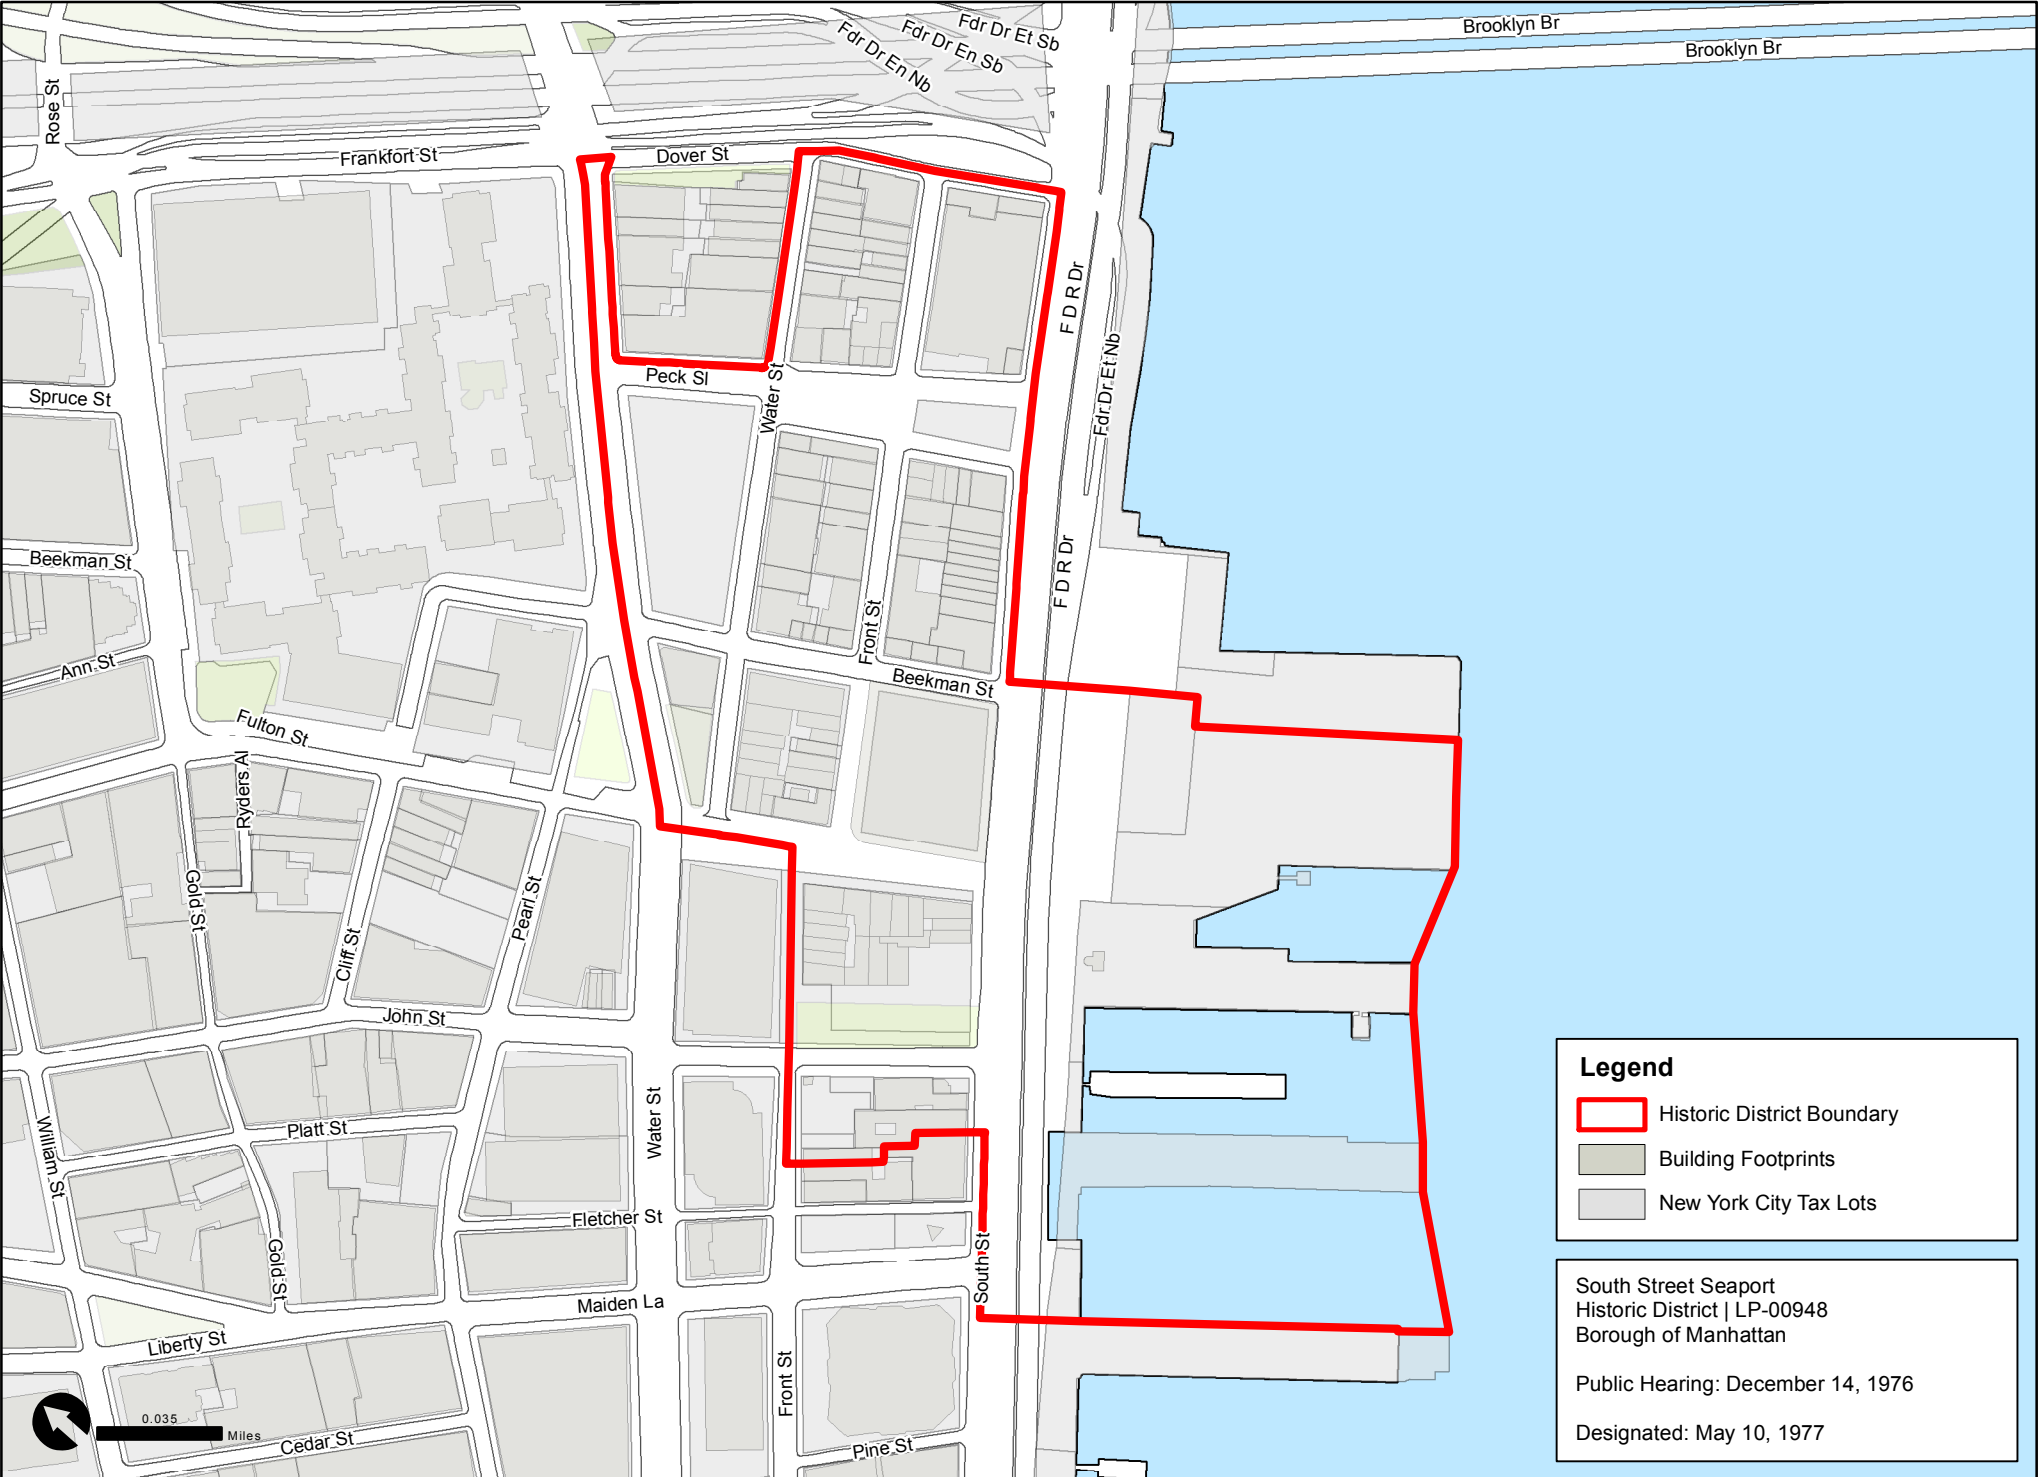 Brooklyn Br
Brooklyn Br
Fdr Dr Et Sb
Fdr Dr En Sb
Fdr Dr En Nb
Rose St
Frankfort St
Dover St
F D R Dr
Fdr Dr Et Nb
Peck Sl
Water St
Spruce St
Beekman St
F D R Dr
Front St
Beekman St
Ann St
Fulton St
Ryders Al
Gold St
Cliff St
Pearl St
John St
William St
Platt St
Water St
Fletcher St
Gold St
South St
Maiden La
Liberty St
Front St
Cedar St
Pine St
0.035
Miles
Legend
Historic District Boundary
Building Footprints
New York City Tax Lots
South Street Seaport
Historic District | LP-00948
Borough of Manhattan
Public Hearing: December 14, 1976
Designated: May 10, 1977